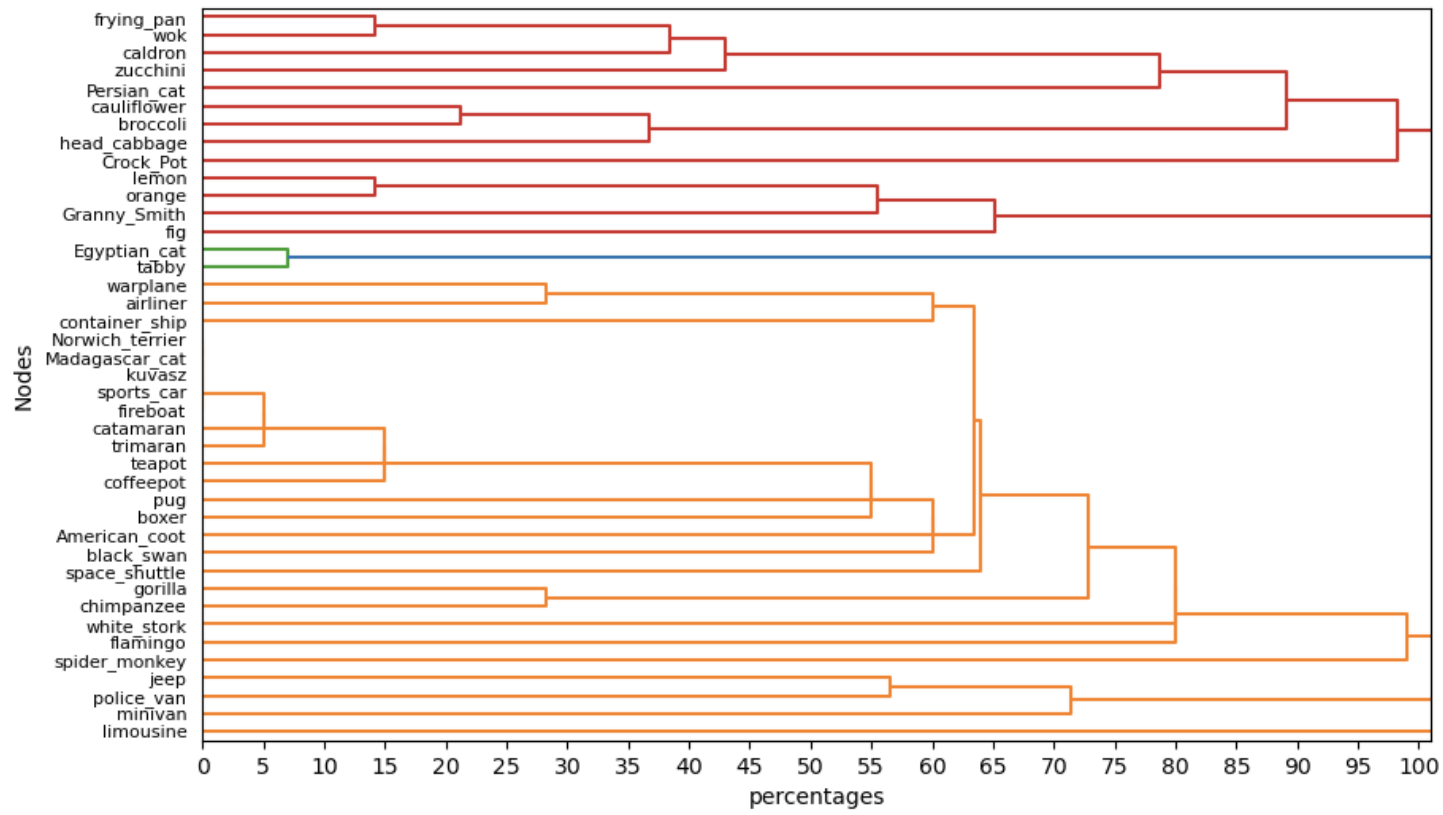 frying_pan
wok
caldron
zucchini
Persian_cat
cauliflower
broccoli
head_cabbage
Crock_Pot
lemon
orange
Granny_Smith
fig
Egyptian_cat
tabby
warplane
airliner
container_ship
Norwich_terrier
Madagascar_cat
kuvasz
sports_car
fireboat
catamaran
trimaran
teapot
coffeepot
pug
boxer
American_coot
black_swan
space_shuttle
gorilla
chimpanzee
white_stork
flamingo
spider_monkey
jeep
police_van
minivan
limousine
Nodes
0 5 10 15 20 25 30 35 40 45 50 55 60 65 70 75 80 85 90 95 100
percentages